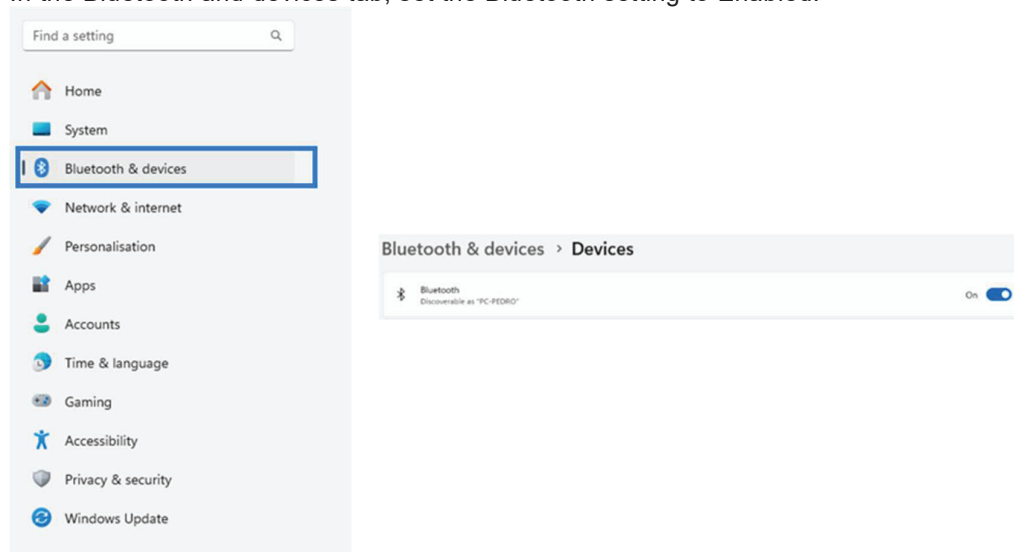 In the Bluetooth and devices tab, set the Bluetooth setting to Enabled.
Find a setting
Home
System
Bluetooth & devices
Network & internet
Personalisation
Apps
Accounts
Time & language
Gaming
Accessibility
Privacy & security
Windows Update
Bluetooth & devices > Devices
Bluetooth
Discoverable as "PC-PEDRO"
On